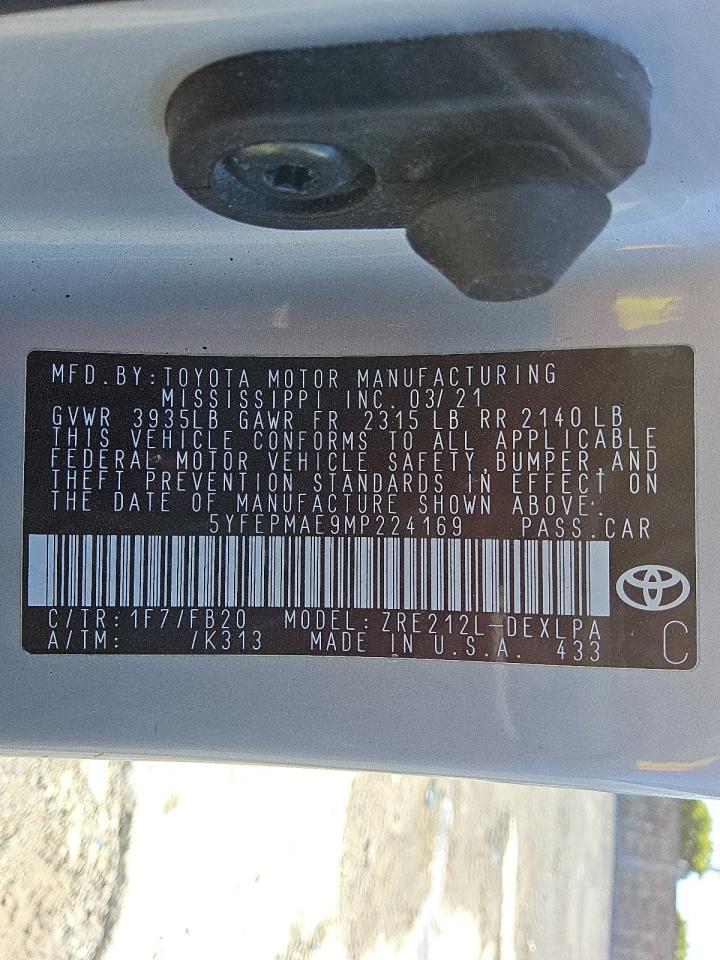 MFD.BY:TOYOTA MOTOR MANUFACTURING
MISSISSIPPI INC. 03/21
GVWR 3935LB GAWR FR 2315 LB RR 2140 LB
THIS VEHICLE CONFORMS TO ALL APPLICABLE
FEDERAL MOTOR VEHICLE SAFETY, BUMPER, AND
THEFT PREVENTION STANDARDS IN EFFECT ON
THE DATE OF MANUFACTURE SHOWN ABOVE.
5YFEPMAE9MP224169 PASS.CAR
C/TR:1F7/FB20 MODEL:ZRE212L-DEXLPA
A/TM: /K313 MADE IN U.S.A. 433 C